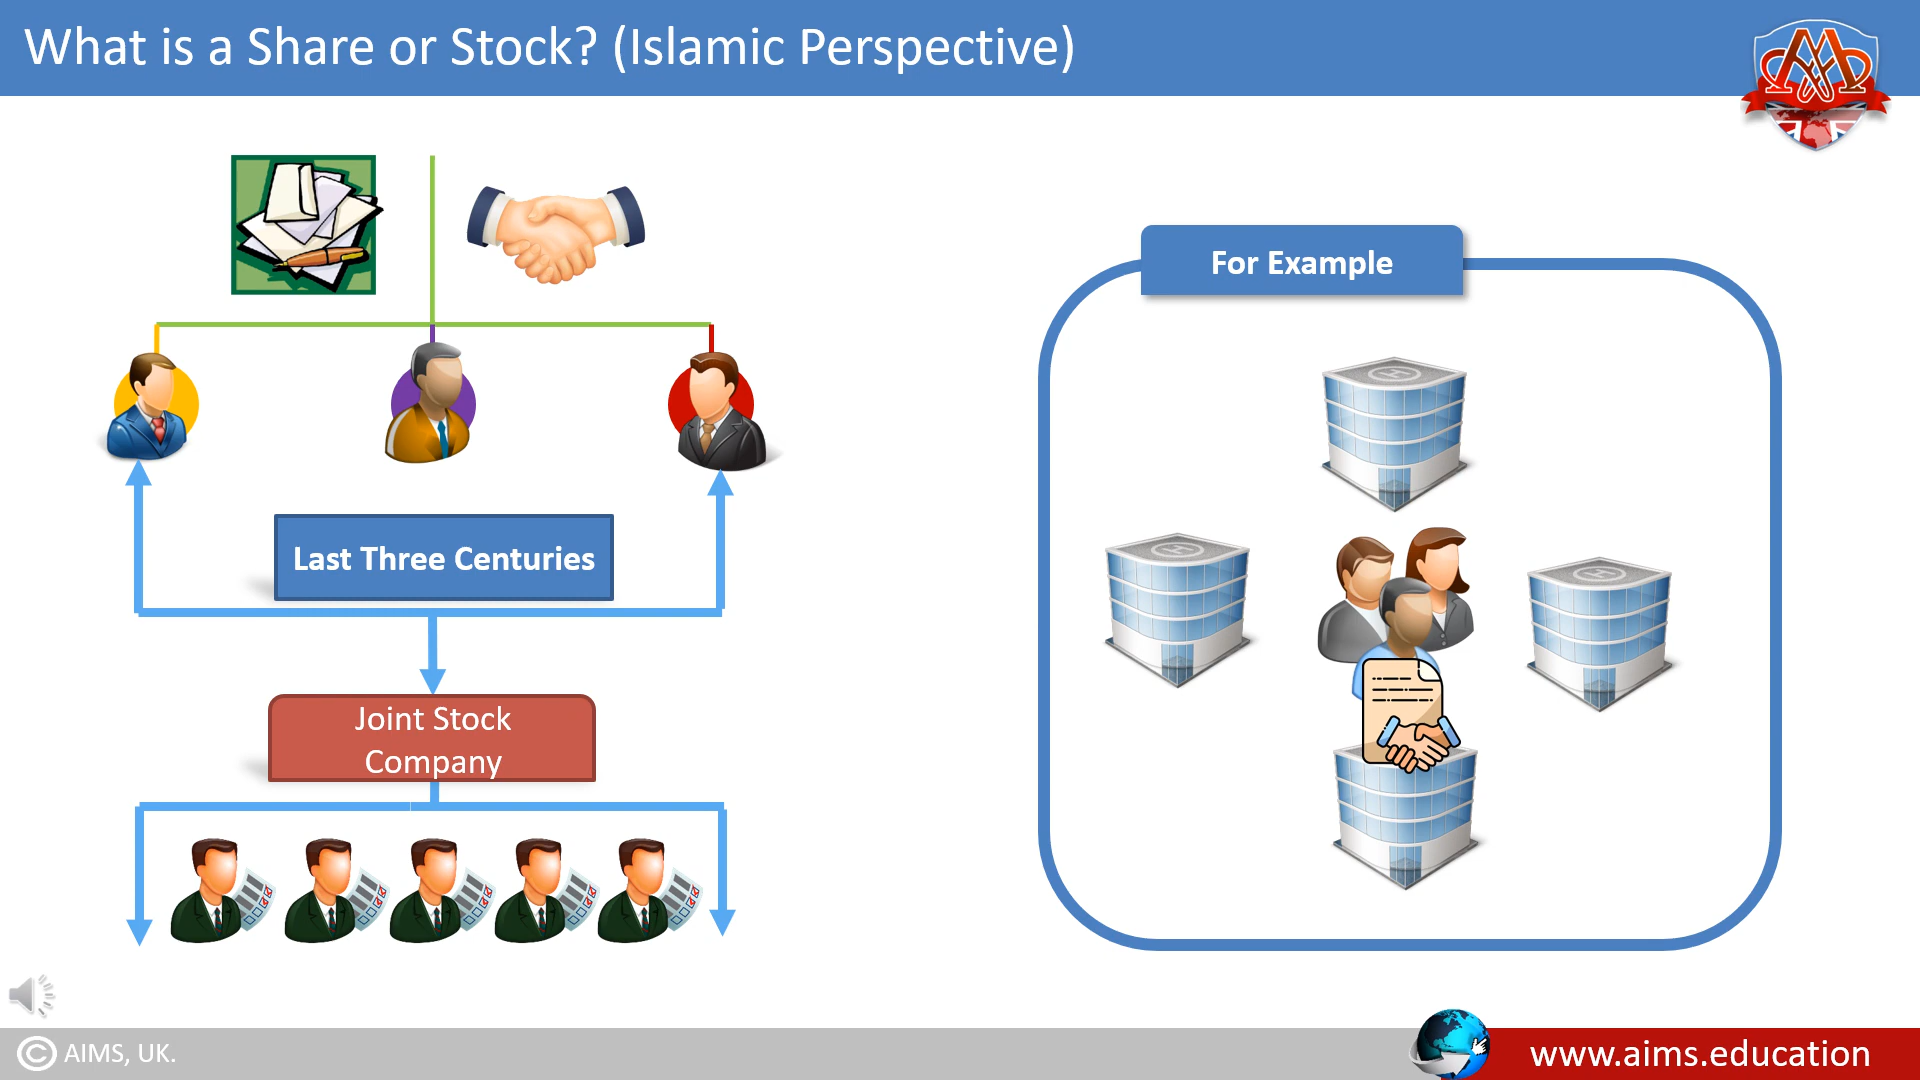 What is a Share or Stock? (Islamic Perspective)
For Example
Last Three Centuries
Joint Stock
Company
© AIMS, UK.
www.aims.education